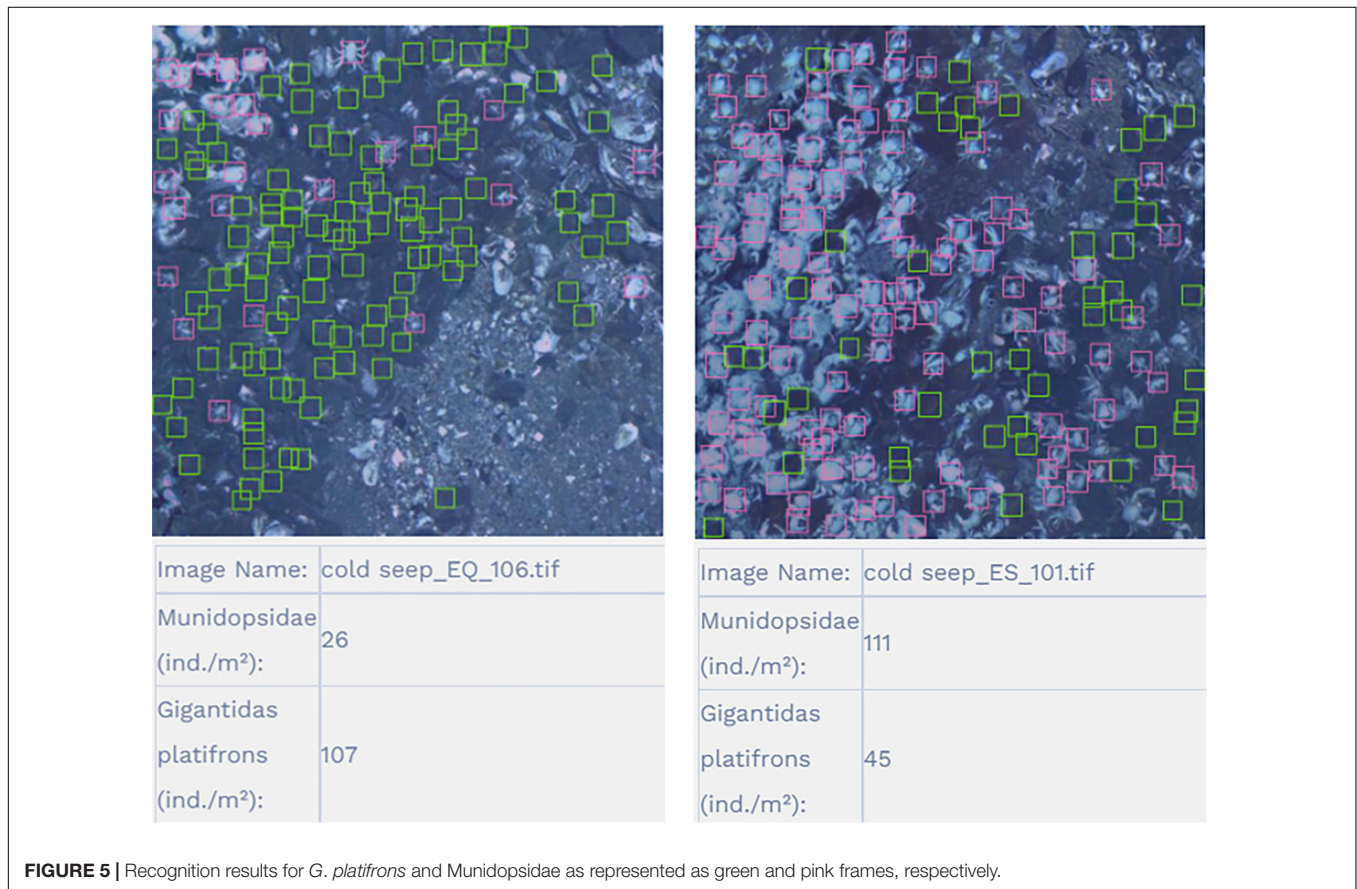 Image Name: cold seep_EQ_106.tif
Munidopsidae
(ind./m²):
26
Gigantidas
platifrons
(ind./m²):
107
Image Name: cold seep_ES_101.tif
Munidopsidae
(ind./m²):
111
Gigantidas
platifrons
(ind./m²):
45
FIGURE 5 | Recognition results for G. platifrons and Munidopsidae as represented as green and pink frames, respectively.